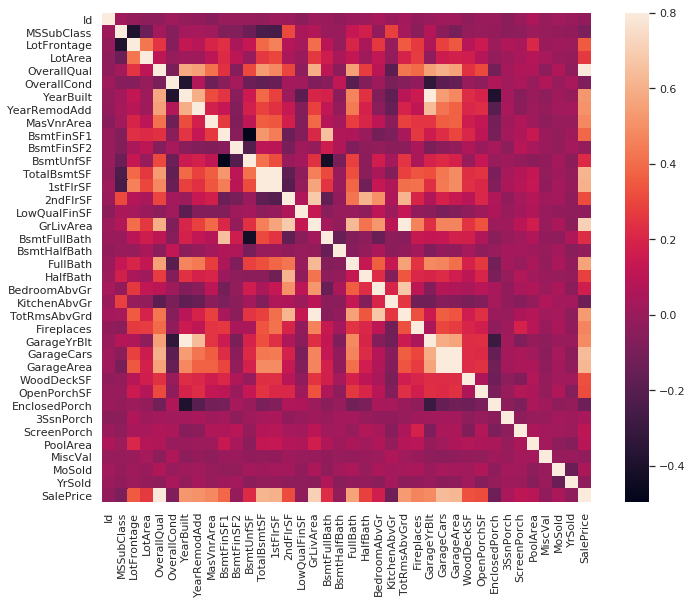 Id
MSSubClass
LotFrontage
LotArea
OverallQual
OverallCond
YearBuilt
YearRemodAdd
MasVnrArea
BsmtFinSF1
BsmtFinSF2
BsmtUnfSF
TotalBsmtSF
1stFlrSF
2ndFlrSF
LowQualFinSF
GrLivArea
BsmtFullBath
BsmtHalfBath
FullBath
HalfBath
BedroomAbvGr
KitchenAbvGr
TotRmsAbvGrd
Fireplaces
GarageYrBlt
GarageCars
GarageArea
WoodDeckSF
OpenPorchSF
EnclosedPorch
3SsnPorch
ScreenPorch
PoolArea
MiscVal
MoSold
YrSold
SalePrice
Id
MSSubClass
LotFrontage
LotArea
OverallQual
OverallCond
YearBuilt
YearRemodAdd
MasVnrArea
BsmtFinSF1
BsmtFinSF2
BsmtUnfSF
TotalBsmtSF
1stFlrSF
2ndFlrSF
LowQualFinSF
GrLivArea
BsmtFullBath
BsmtHalfBath
FullBath
HalfBath
BedroomAbvGr
KitchenAbvGr
TotRmsAbvGrd
Fireplaces
GarageYrBlt
GarageCars
GarageArea
WoodDeckSF
OpenPorchSF
EnclosedPorch
3SsnPorch
ScreenPorch
PoolArea
MiscVal
MoSold
YrSold
SalePrice
0.8
0.6
0.4
0.2
0.0
−0.2
−0.4